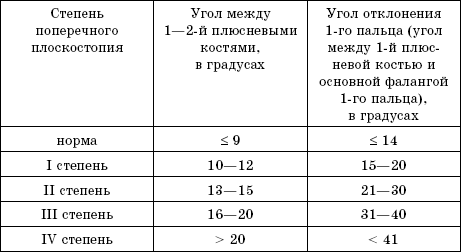 Степень
поперечного
плоскостопия
Угол между
1—2-й плюсневыми
костями,
в градусах
Угол отклонения
1-го пальца (угол
между 1-й плюс-
невой костью и
основной фалангой
1-го пальца),
в градусах
норма ≤ 9 ≤ 14
I степень 10—12 15—20
II степень 13—15 21—30
III степень 16—20 31—40
IV степень > 20 < 41